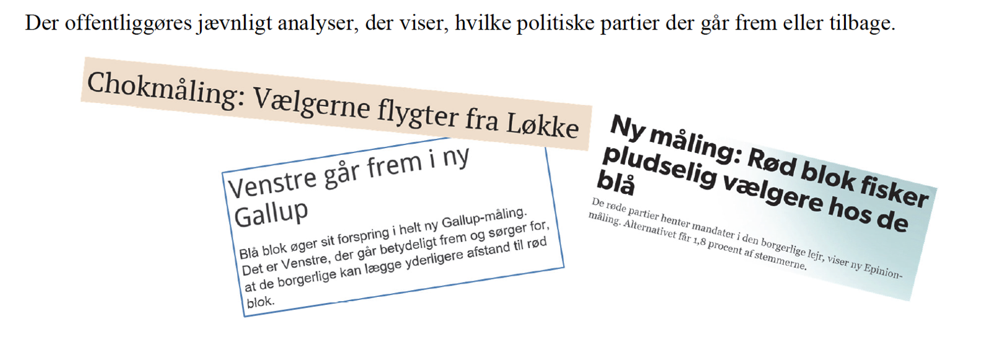 Der offentliggøres jævnligt analyser, der viser, hvilke politiske partier der går frem eller tilbage.
Chokmåling: Vælgerne flygter fra Løkke
Venstre går frem i ny
Gallup
Blå blok øger sit forspring i helt ny Gallup-måling.
Det er Venstre, der går betydeligt frem og sørger for,
at de borgerlige kan lægge yderligere afstand til rød
blok.
Ny måling: Rød blok fisker
pludselig vælgere hos de
blå
De røde partier henter mandater i den borgerlige lejr, viser ny Epinion-
måling. Alternativet får 1,8 procent af stemmerne.